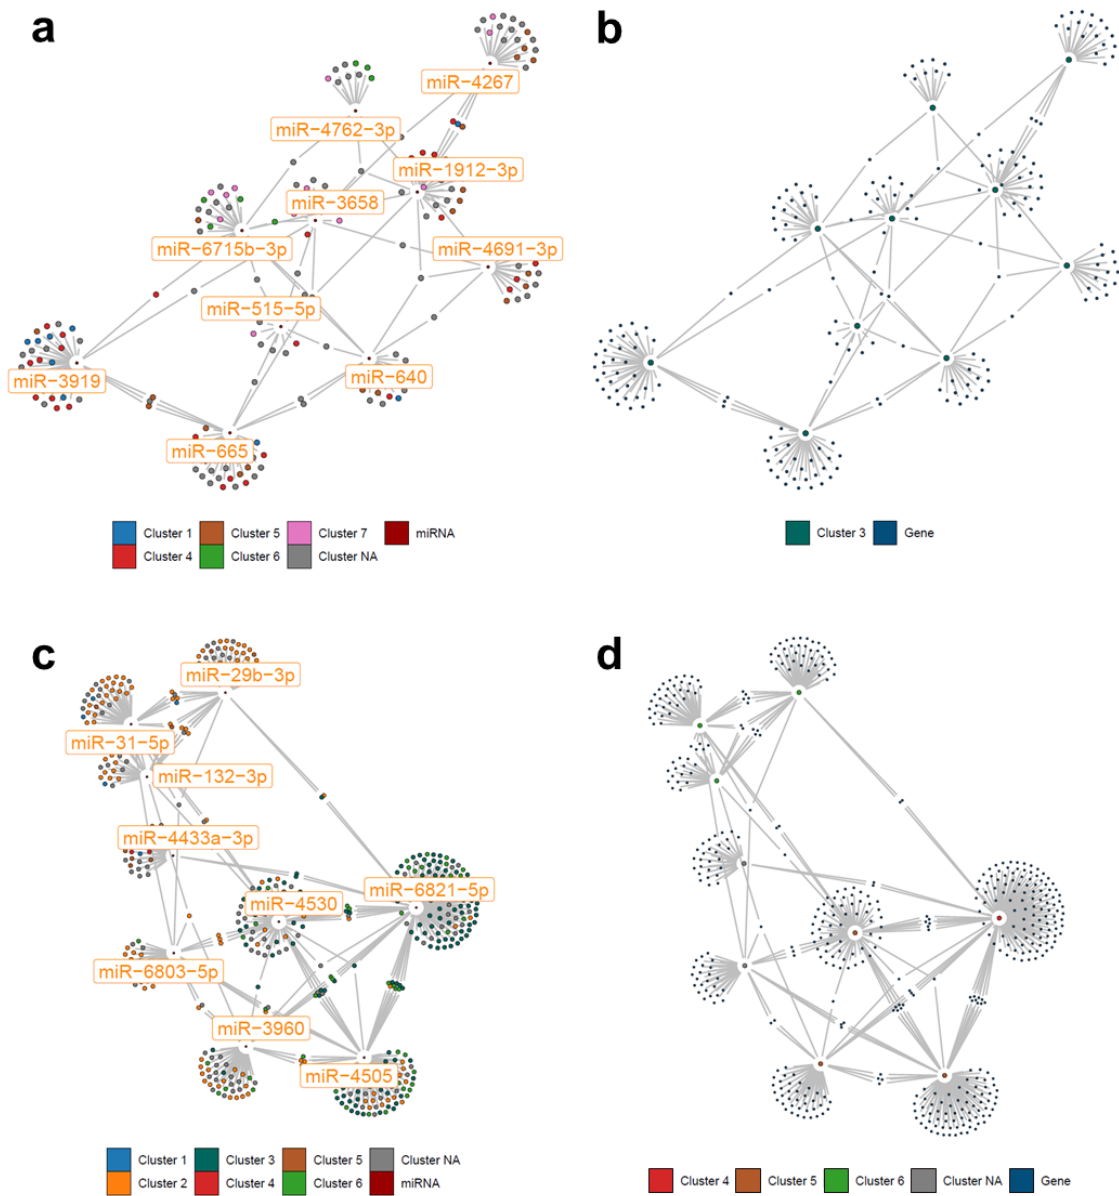 a
b
miR−4267
miR−4762−3p
miR−1912−3p
miR−3658
miR−6715b−3p
miR−4691−3p
miR−515−5p
miR−3919
miR−640
miR−665
Cluster 1 Cluster 5 Cluster 7 miRNA
Cluster 4 Cluster 6 Cluster NA
Cluster 3 Gene
c
d
miR−29b−3p
miR−31−5p
miR−132−3p
miR−4433a−3p
miR−6821−5p
miR−4530
miR−6803−5p
miR−3960
miR−4505
Cluster 1 Cluster 3 Cluster 5 Cluster NA
Cluster 2 Cluster 4 Cluster 6 miRNA
Cluster 4 Cluster 5 Cluster 6 Cluster NA Gene